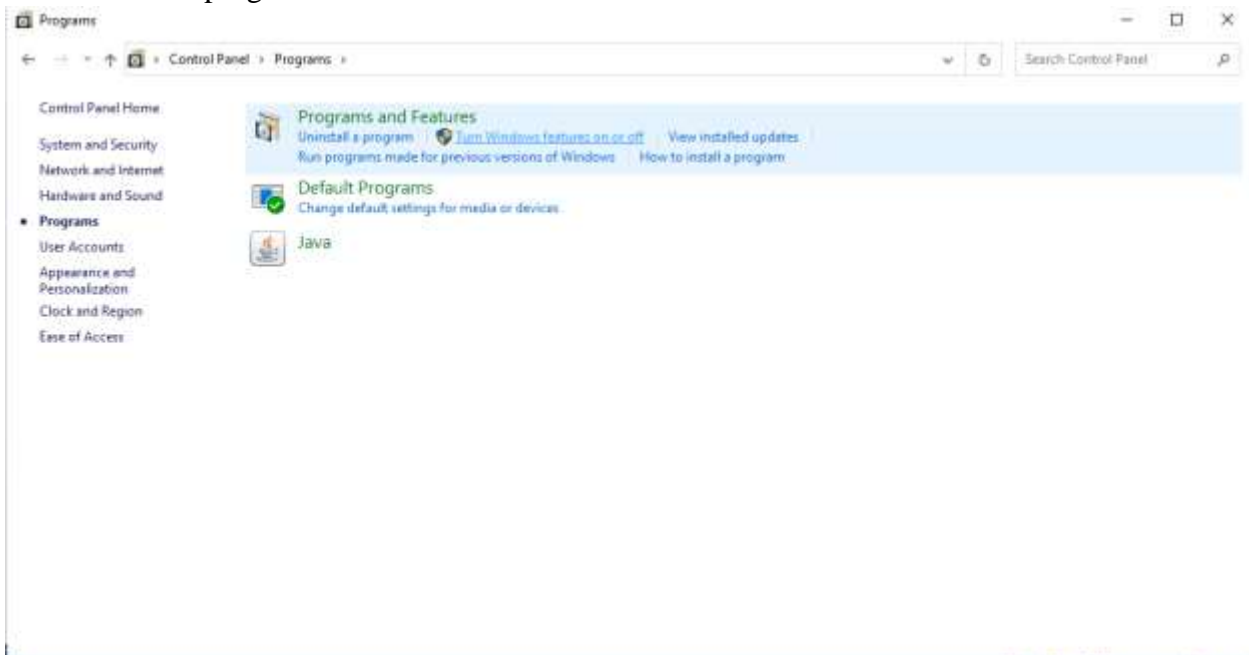 Programs
Control Panel › Programs ›
Search Control Panel
Control Panel Home
System and Security
Network and Internet
Hardware and Sound
Programs
User Accounts
Appearance and
Personalization
Clock and Region
Ease of Access
Programs and Features
Uninstall a program Turn Windows features on or off View installed updates
Run programs made for previous versions of Windows How to install a program
Default Programs
Change default settings for media or devices
Java